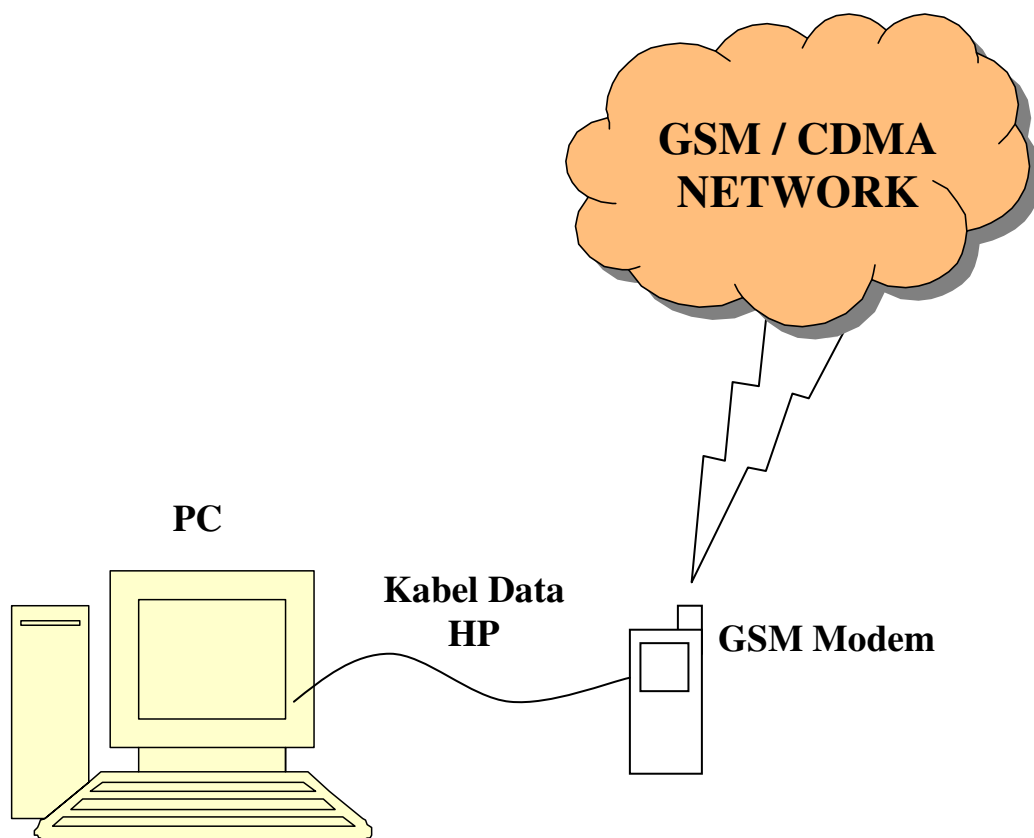 GSM / CDMA
NETWORK
PC
Kabel Data
HP
GSM Modem